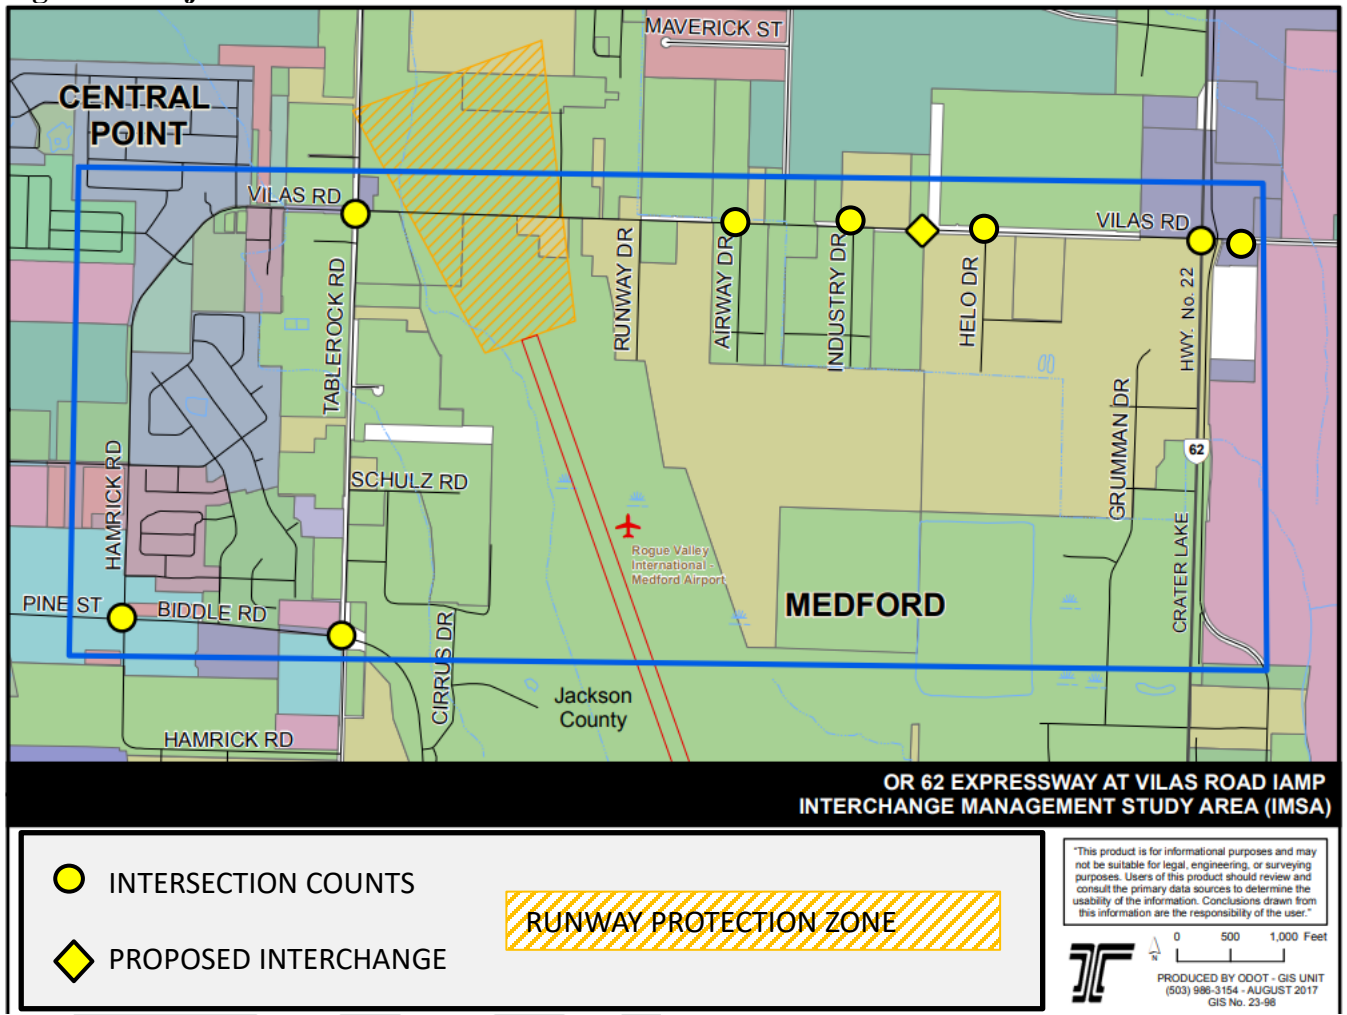 MAVERICK ST
CENTRAL
POINT
VILAS RD
VILAS RD
RUNWAY DR
AIRWAY DR
INDUSTRY DR
HELO DR
HWY. No. 22
TABLEROCK RD
GRUMMAN DR
62
HAMRICK RD
SCHULZ RD
CRATER LAKE
Rogue Valley
International -
Medford Airport
MEDFORD
PINE ST
BIDDLE RD
CIRRUS DR
Jackson
County
HAMRICK RD
OR 62 EXPRESSWAY AT VILAS ROAD IAMP
INTERCHANGE MANAGEMENT STUDY AREA (IMSA)
INTERSECTION COUNTS
PROPOSED INTERCHANGE
RUNWAY PROTECTION ZONE
"This product is for informational purposes and may
not be suitable for legal, engineering, or surveying
purposes. Users of this product should review and
consult the primary data sources to determine the
usability of the information. Conclusions drawn from
this information are the responsibility of the user."
N
0 500 1,000 Feet
PRODUCED BY ODOT - GIS UNIT
(503) 986-3154 - AUGUST 2017
GIS No. 23-98